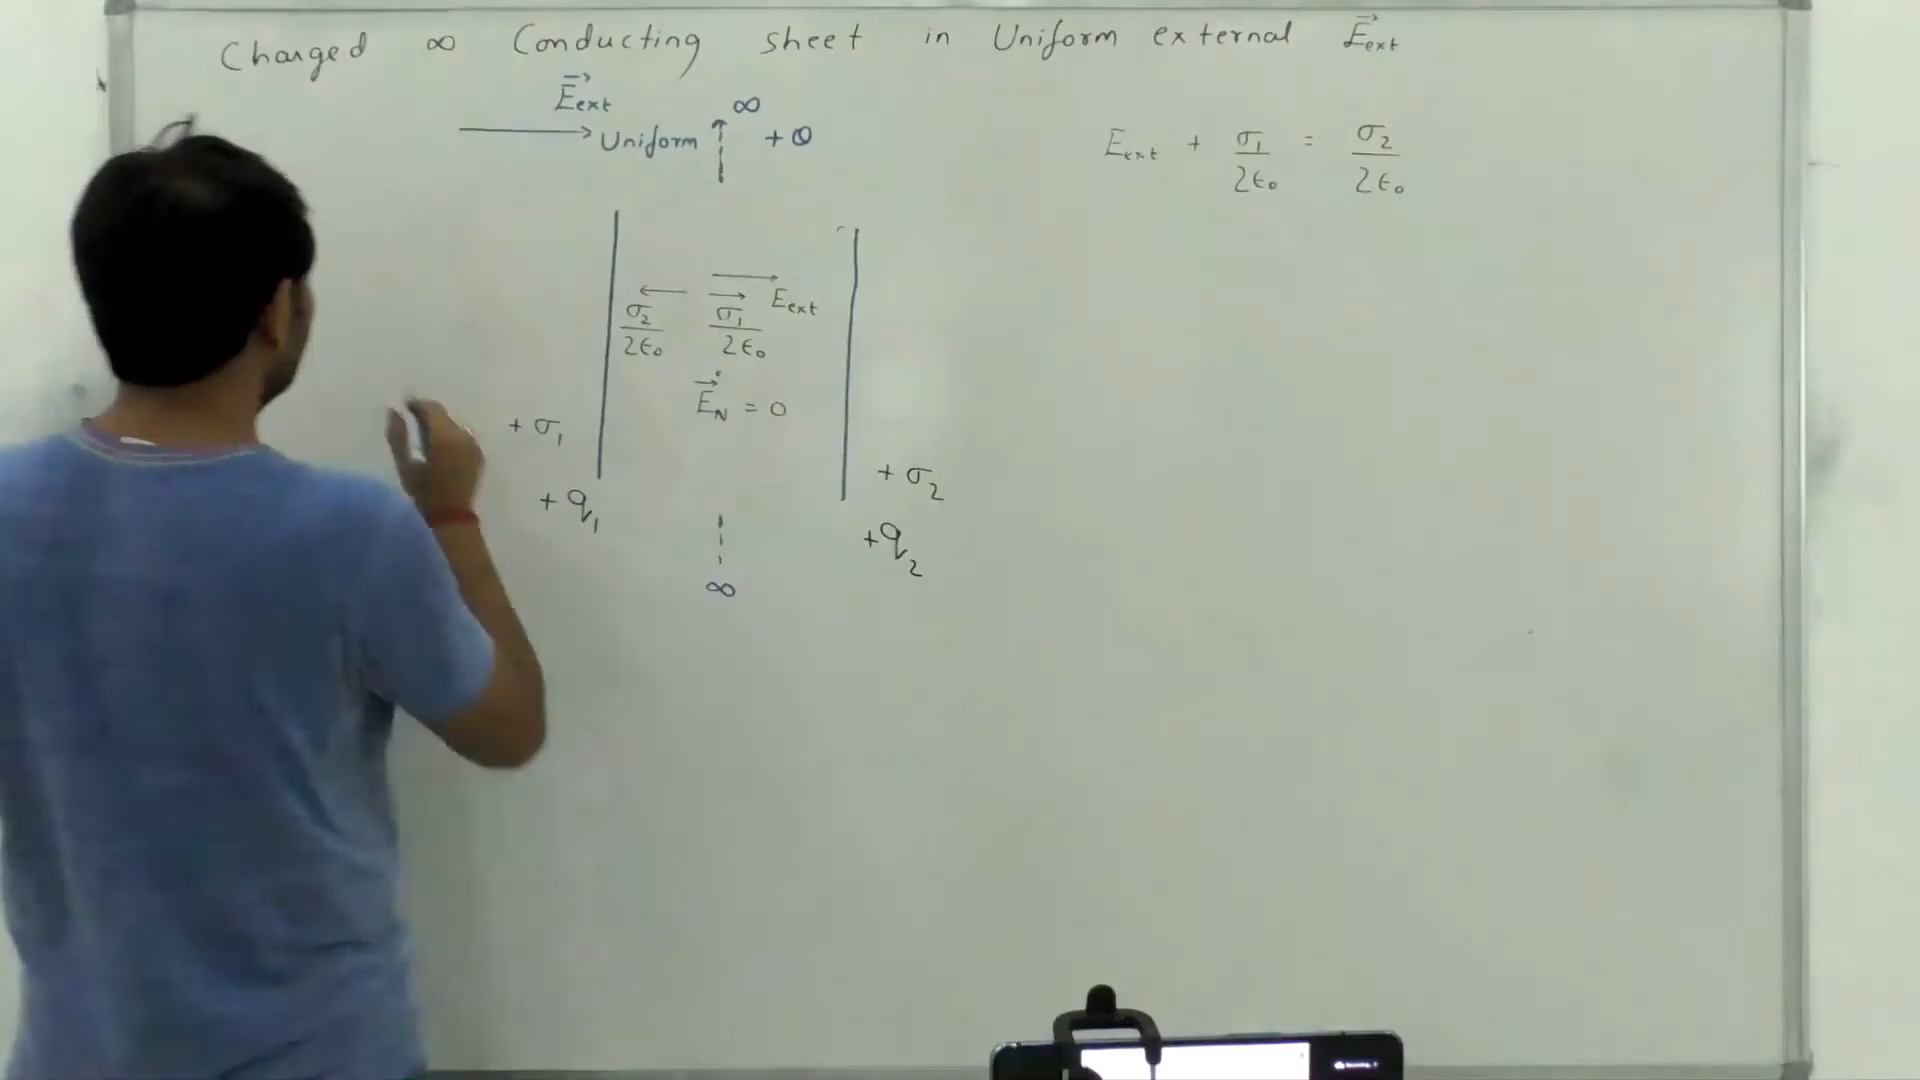 Charged ∞ Conducting sheet in Uniform external E⃗ext
E⃗ext
Uniform
∞
+Q
Eext + σ₁/2ϵ₀ = σ₂/2ϵ₀
Eext
σ₂/2ϵ₀
σ₁/2ϵ₀
E⃗N = 0
+ σ₁
+ q₁
+ σ₂
+q₂
∞